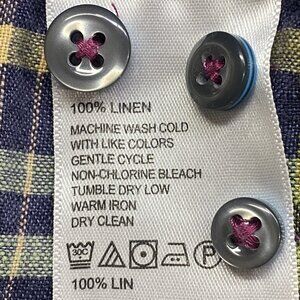 100% LINEN
MACHINE WASH COLD
WITH LIKE COLORS
GENTLE CYCLE
NON-CHLORINE BLEACH
TUMBLE DRY LOW
WARM IRON
DRY CLEAN
30C P
100% LIN